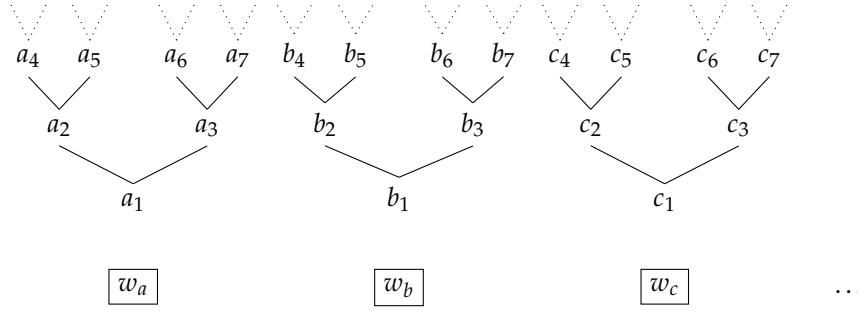 a4 a5 a6 a7 b4 b5 b6 b7 c4 c5 c6 c7
a2 a3 b2 b3 c2 c3
a1 b1 c1
wa wb wc ...